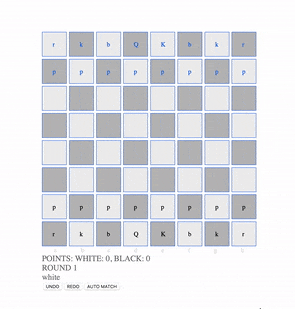 r k b Q K b k r
p p p p p p p p
p p p p p p p p
r k b Q K b k r
POINTS: WHITE: 0, BLACK: 0
ROUND 1
white
UNDO REDO AUTO MATCH